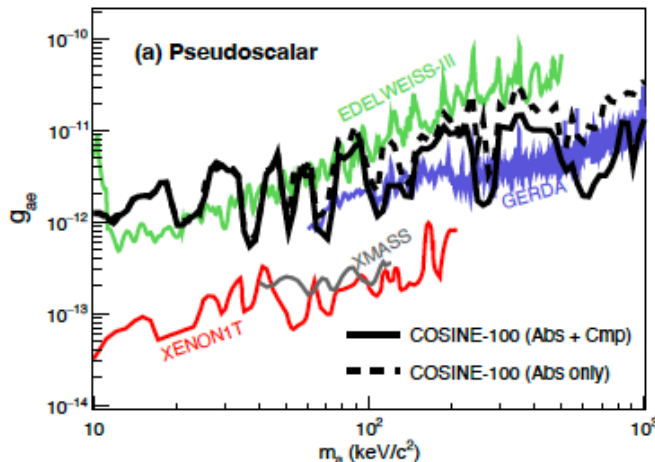 (a) Pseudoscalar
10⁻¹⁰
10⁻¹¹
10⁻¹²
10⁻¹³
10⁻¹⁴
g_ae
EDELWEISS-III
GERDA
XMASS
XENON1T
COSINE-100 (Abs + Cmp)
COSINE-100 (Abs only)
10
10²
10³
m_a (keV/c²)